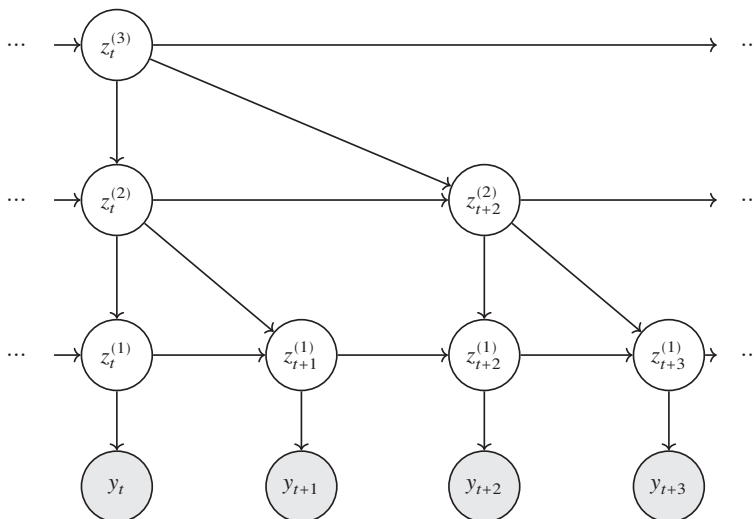 ... z_t^{(3)} ..
... z_t^{(2)} z_{t+2}^{(2)} ..
... z_t^{(1)} z_{t+1}^{(1)} z_{t+2}^{(1)} z_{t+3}^{(1)} ..
y_t y_{t+1} y_{t+2} y_{t+3}